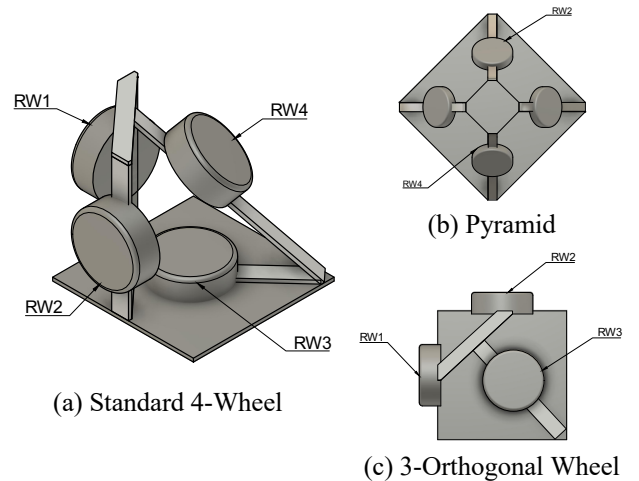 RW1
RW4
RW2
RW3
(a) Standard 4-Wheel
RW2
RW4
(b) Pyramid
RW2
RW1
RW3
(c) 3-Orthogonal Wheel